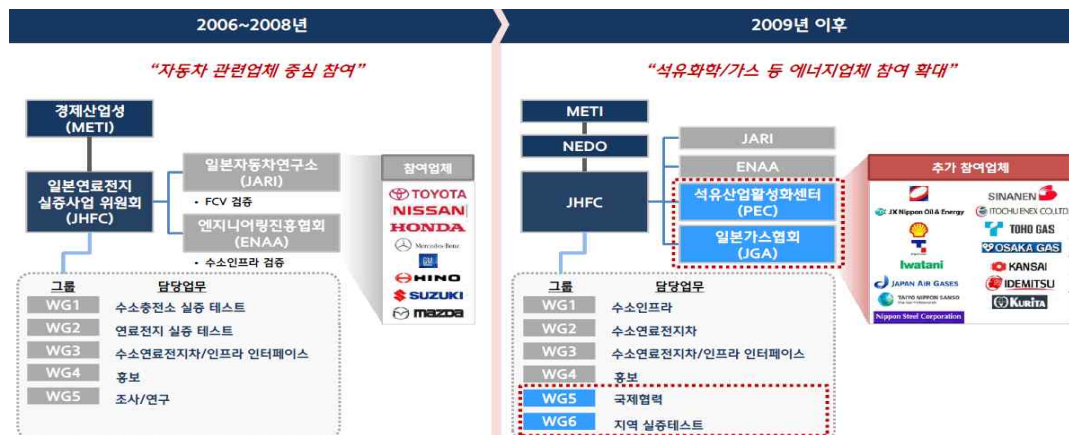 2006~2008년
“자동차 관련업체 중심 참여”
경제산업성
(METI)
일본연료전지
실증사업 위원회
(JHFC)
일본자동차연구소
(JARI)
• FCV 검증
엔지니어링진흥협회
(ENAA)
• 수소인프라 검증
참여업체
TOYOTA
NISSAN
HONDA
Mercedes-Benz
GM
HINO
SUZUKI
mazda
그룹 담당업무
WG1 수소충전소 실증 테스트
WG2 연료전지 실증 테스트
WG3 수소연료전지차/인프라 인터페이스
WG4 홍보
WG5 조사/연구
2009년 이후
“석유화학/가스 등 에너지업체 참여 확대”
METI
NEDO
JHFC
JARI
ENAA
석유산업활성화센터
(PEC)
일본가스협회
(JGA)
추가 참여업체
JX Nippon Oil & Energy
Iwatani
JAPAN AIR GASES
TAIYO NIPPON SANSO
Nippon Steel Corporation
SINANEN
ITOCHU ENEX CO.,LTD.
TOHO GAS
OSAKA GAS
KANSAI
IDEMITSU
KURITA
그룹 담당업무
WG1 수소인프라
WG2 수소연료전지차
WG3 수소연료전지차/인프라 인터페이스
WG4 홍보
WG5 국제협력
WG6 지역 실증테스트